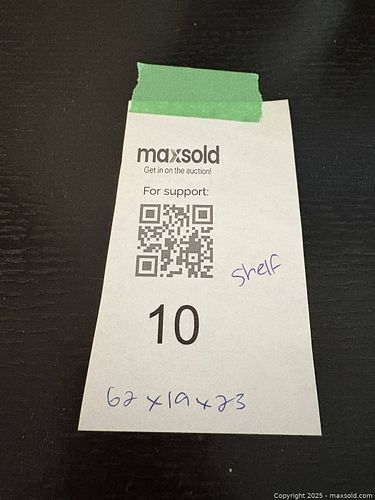 maxsold
Get in on the auction!
For support:
shelf
10
62 x 19 x 23
Copyright 2025 - maxsold.com